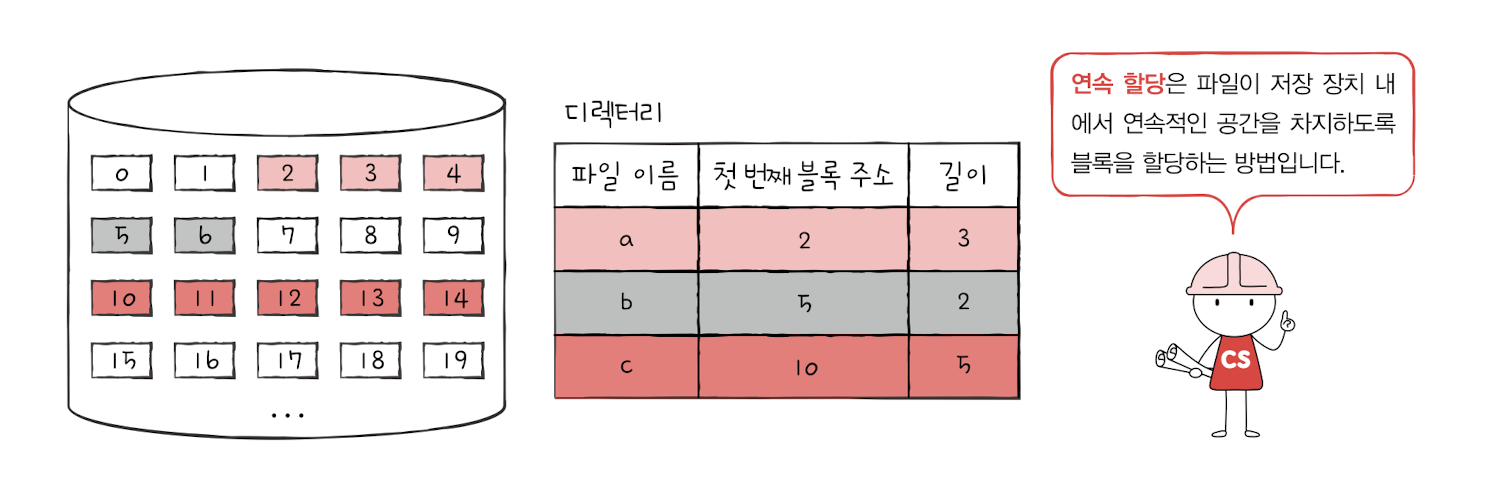 0 1 2 3 4
5 6 7 8 9
10 11 12 13 14
15 16 17 18 19
...
디렉터리
파일 이름 첫 번째 블록 주소 길이
a 2 3
b 5 2
c 10 5
연속 할당은 파일이 저장 장치 내
에서 연속적인 공간을 차지하도록
블록을 할당하는 방법입니다.
CS